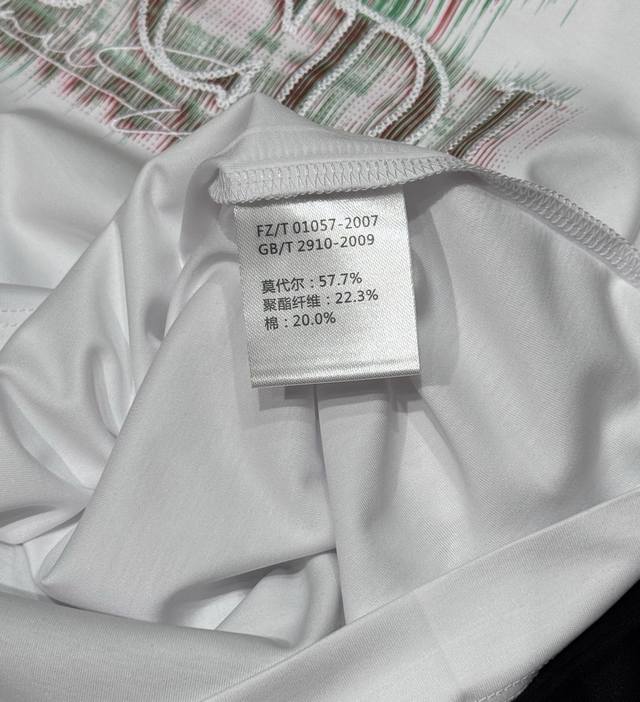 FZ/T 01057-2007
GB/T 2910-2009
莫代尔：57.7%
聚酯纤维：22.3%
棉：20.0%